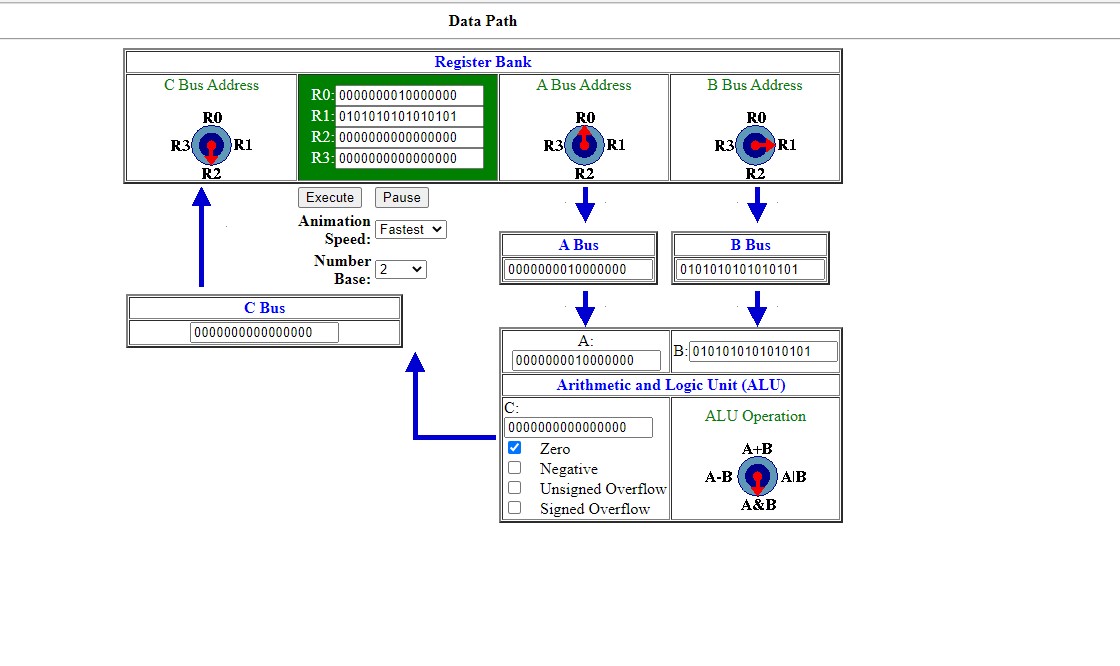 Data Path
Register Bank
C Bus Address
R0
R3 R1
R2
R0: 0000000010000000
R1: 0101010101010101
R2: 0000000000000000
R3: 0000000000000000
A Bus Address
R0
R3 R1
R2
B Bus Address
R0
R3 R1
R2
Execute Pause
Animation
Speed: Fastest
Number
Base: 2
A Bus
0000000010000000
B Bus
0101010101010101
C Bus
0000000000000000
A:
0000000010000000
B: 0101010101010101
Arithmetic and Logic Unit (ALU)
C:
0000000000000000
Zero
Negative
Unsigned Overflow
Signed Overflow
ALU Operation
A+B
A-B A|B
A&B